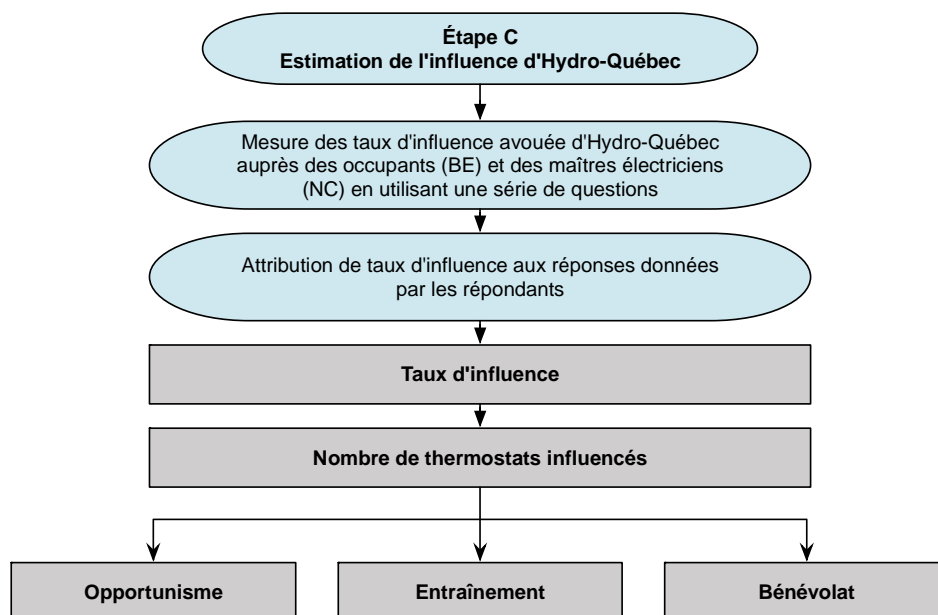 Étape C
Estimation de l'influence d'Hydro-Québec
Mesure des taux d'influence avouée d'Hydro-Québec
auprès des occupants (BE) et des maîtres électriciens
(NC) en utilisant une série de questions
Attribution de taux d'influence aux réponses données
par les répondants
Taux d'influence
Nombre de thermostats influencés
Opportunisme
Entraînement
Bénévolat